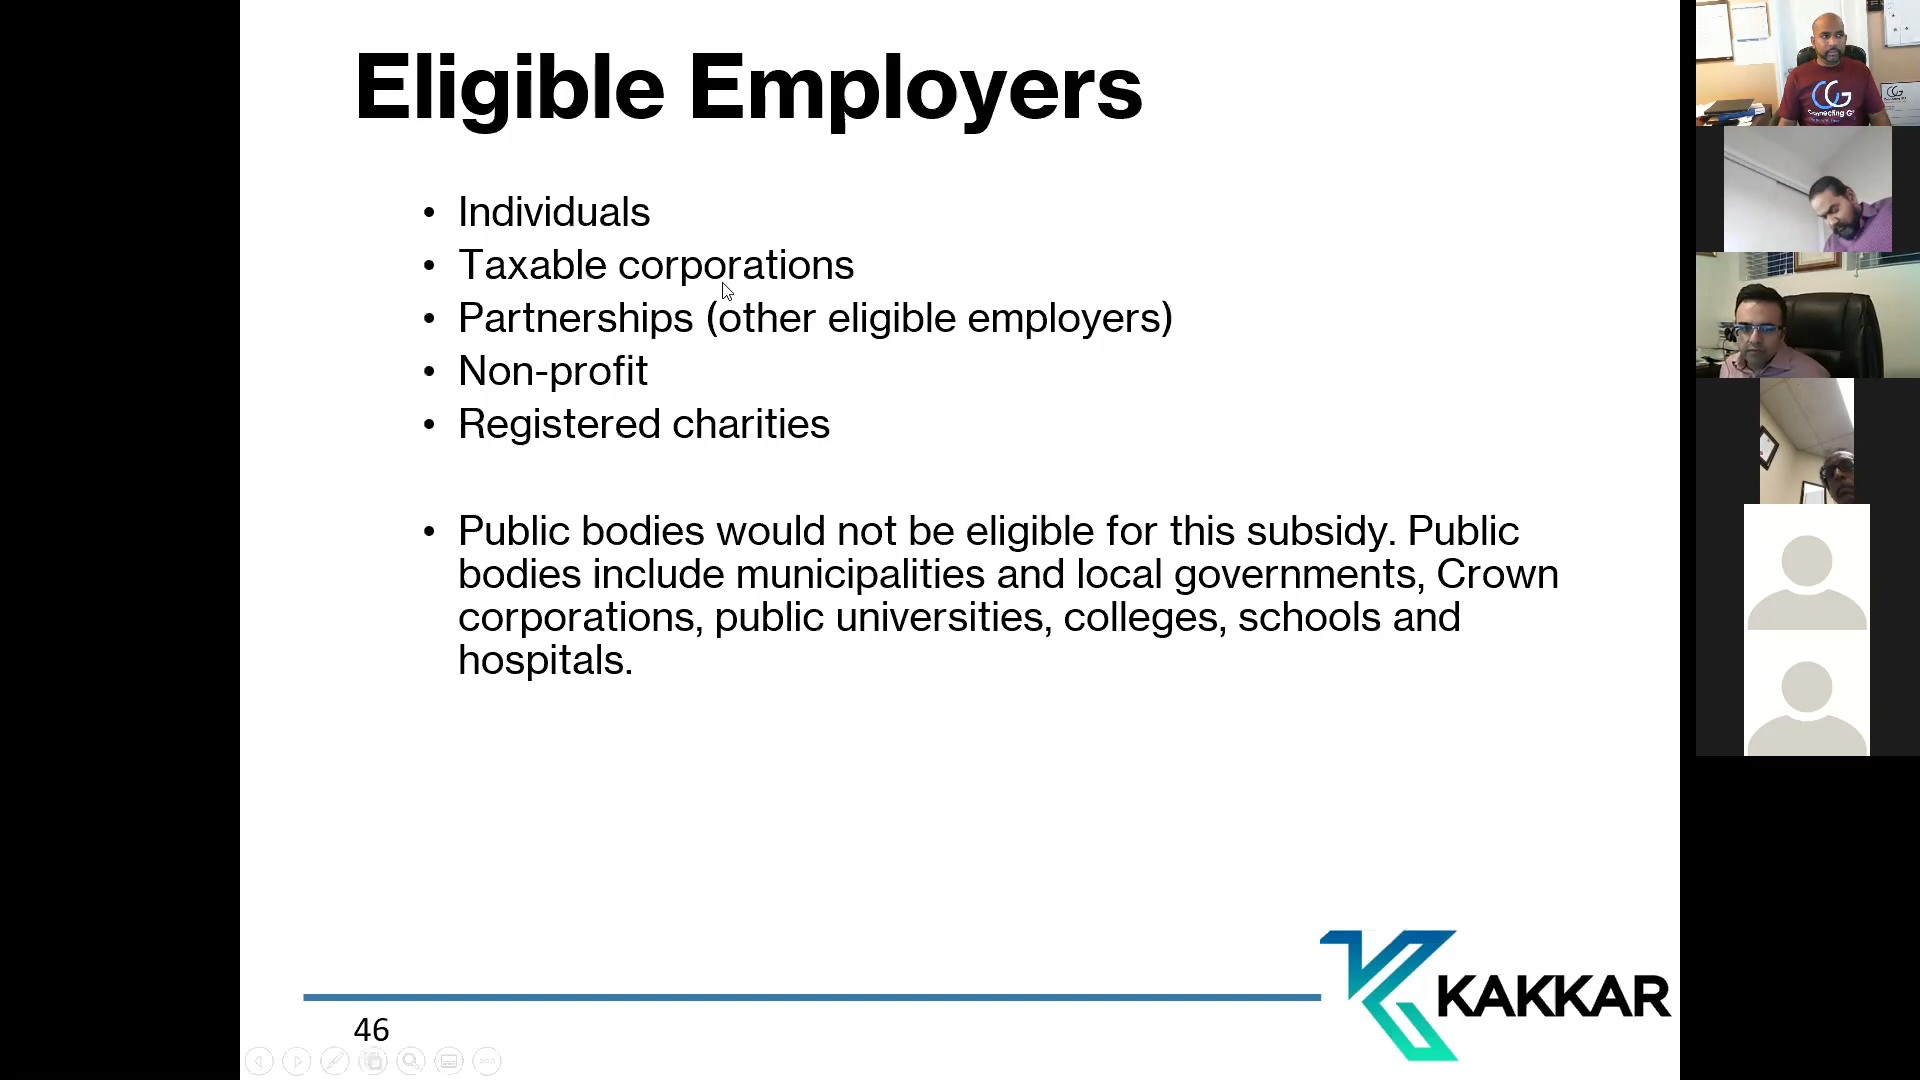 Eligible Employers
• Individuals
• Taxable corporations
• Partnerships (other eligible employers)
• Non-profit
• Registered charities
• Public bodies would not be eligible for this subsidy. Public
bodies include municipalities and local governments, Crown
corporations, public universities, colleges, schools and
hospitals.
KAKKAR
46
CG